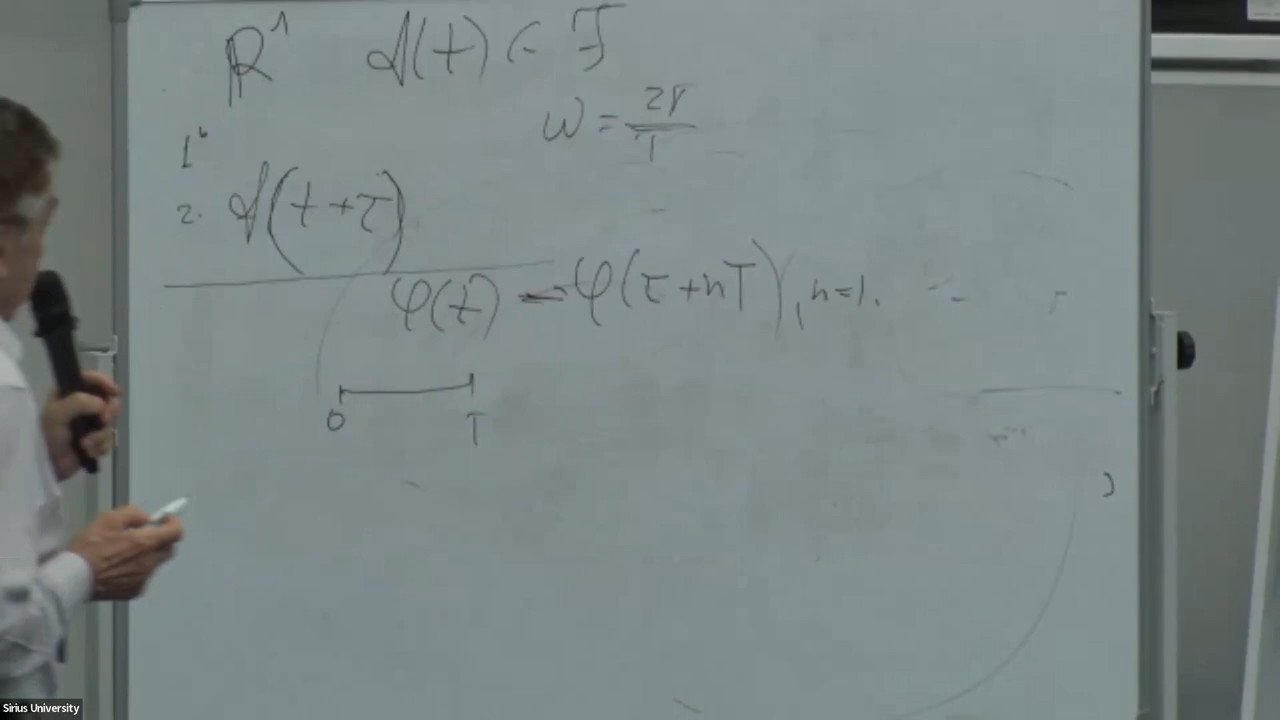 ℝ¹ f(t) ∈ F
ω = 2π/T
1°
2. f(t+τ)
φ(t) = φ(τ+nT), n=1.
0 T
Sirius University